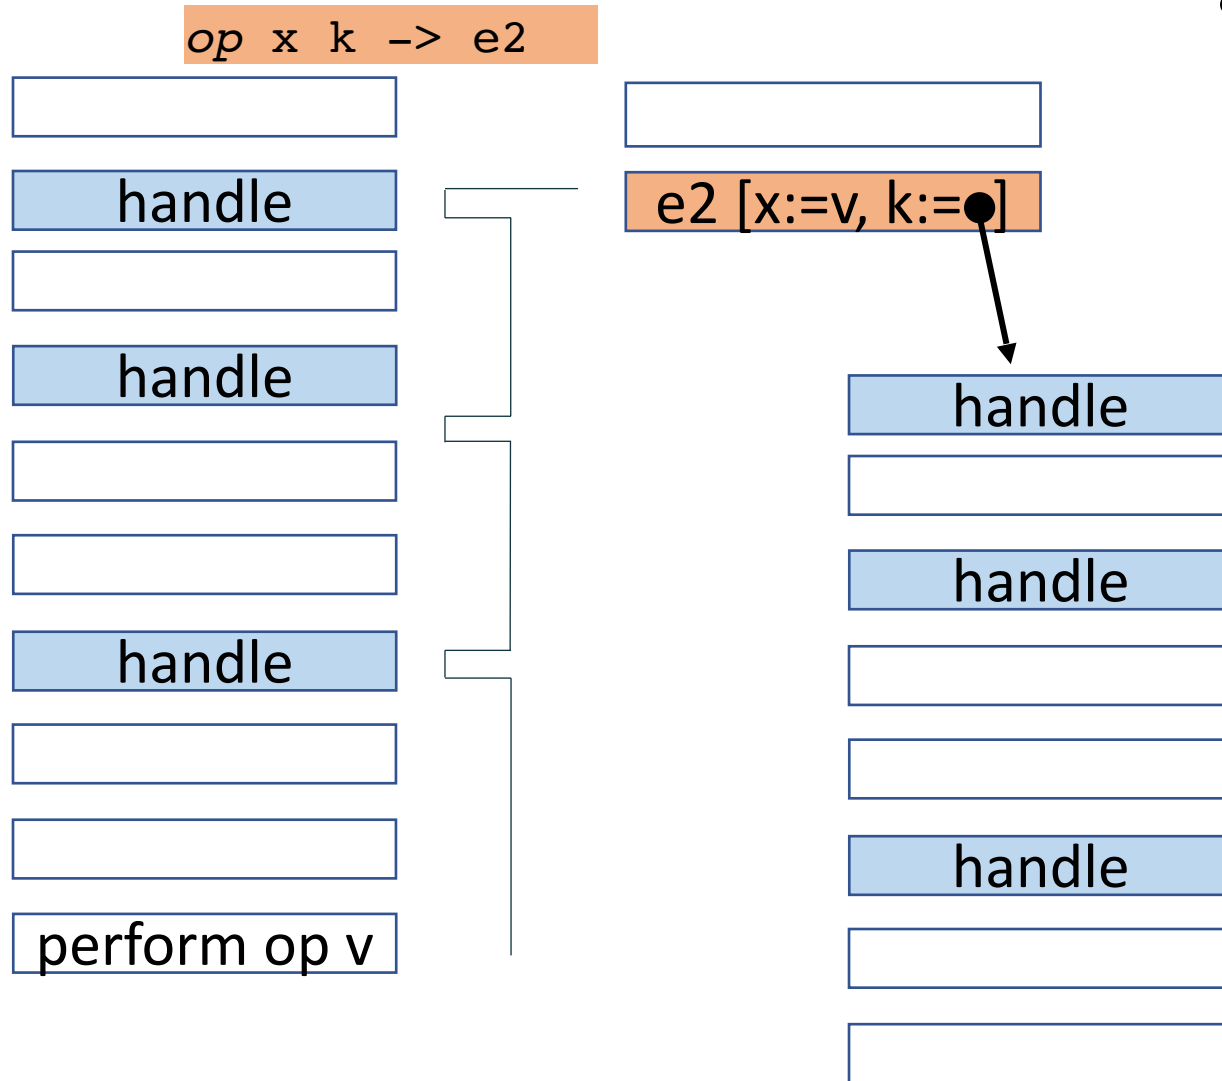 op x k -> e2
handle
handle
handle
perform op v
e2 [x:=v, k:=●]
handle
handle
handle